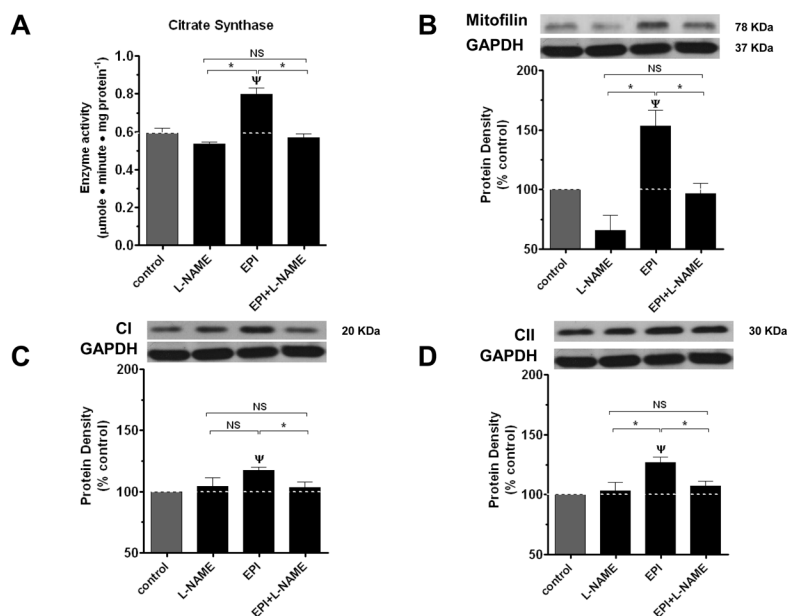 A
Citrate Synthase
Enzyme activity
(µmole ● minute ● mg protein⁻¹)
1.0
0.8
0.6
0.4
0.2
0.0
NS
* *
Ψ
control
L-NAME
EPI
EPI+L-NAME
B
Mitofilin 78 KDa
GAPDH 37 KDa
Protein Density
(% control)
200
150
100
50
NS
* *
Ψ
control
L-NAME
EPI
EPI+L-NAME
C
CI 20 KDa
GAPDH
Protein Density
(% control)
200
150
100
50
NS
NS *
Ψ
control
L-NAME
EPI
EPI+L-NAME
D
CII 30 KDa
GAPDH
Protein Density
(% control)
200
150
100
50
NS
* *
Ψ
control
L-NAME
EPI
EPI+L-NAME